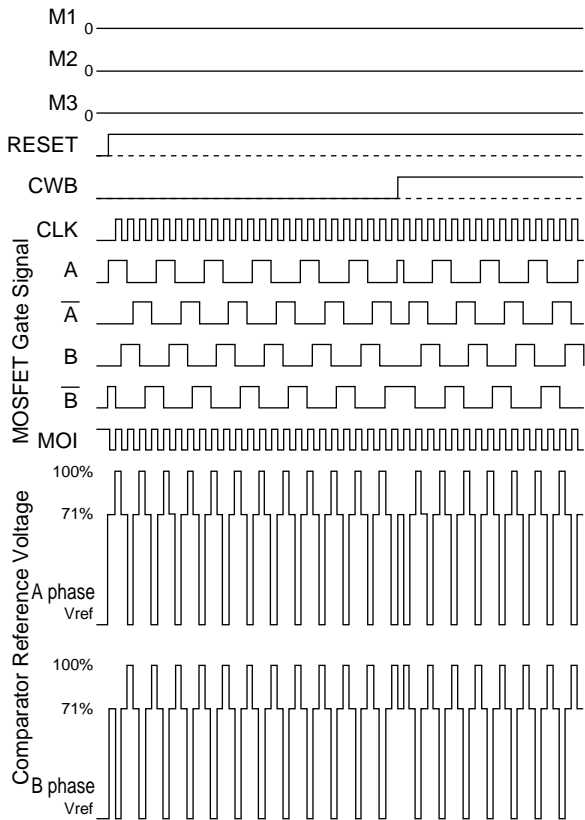 M1 0
M2 0
M3 0
RESET
CWB
CLK
MOSFET Gate Signal
A
A̅
B
B̅
MOI
Comparator Reference Voltage
100%
71%
A phase
Vref
100%
71%
B phase
Vref